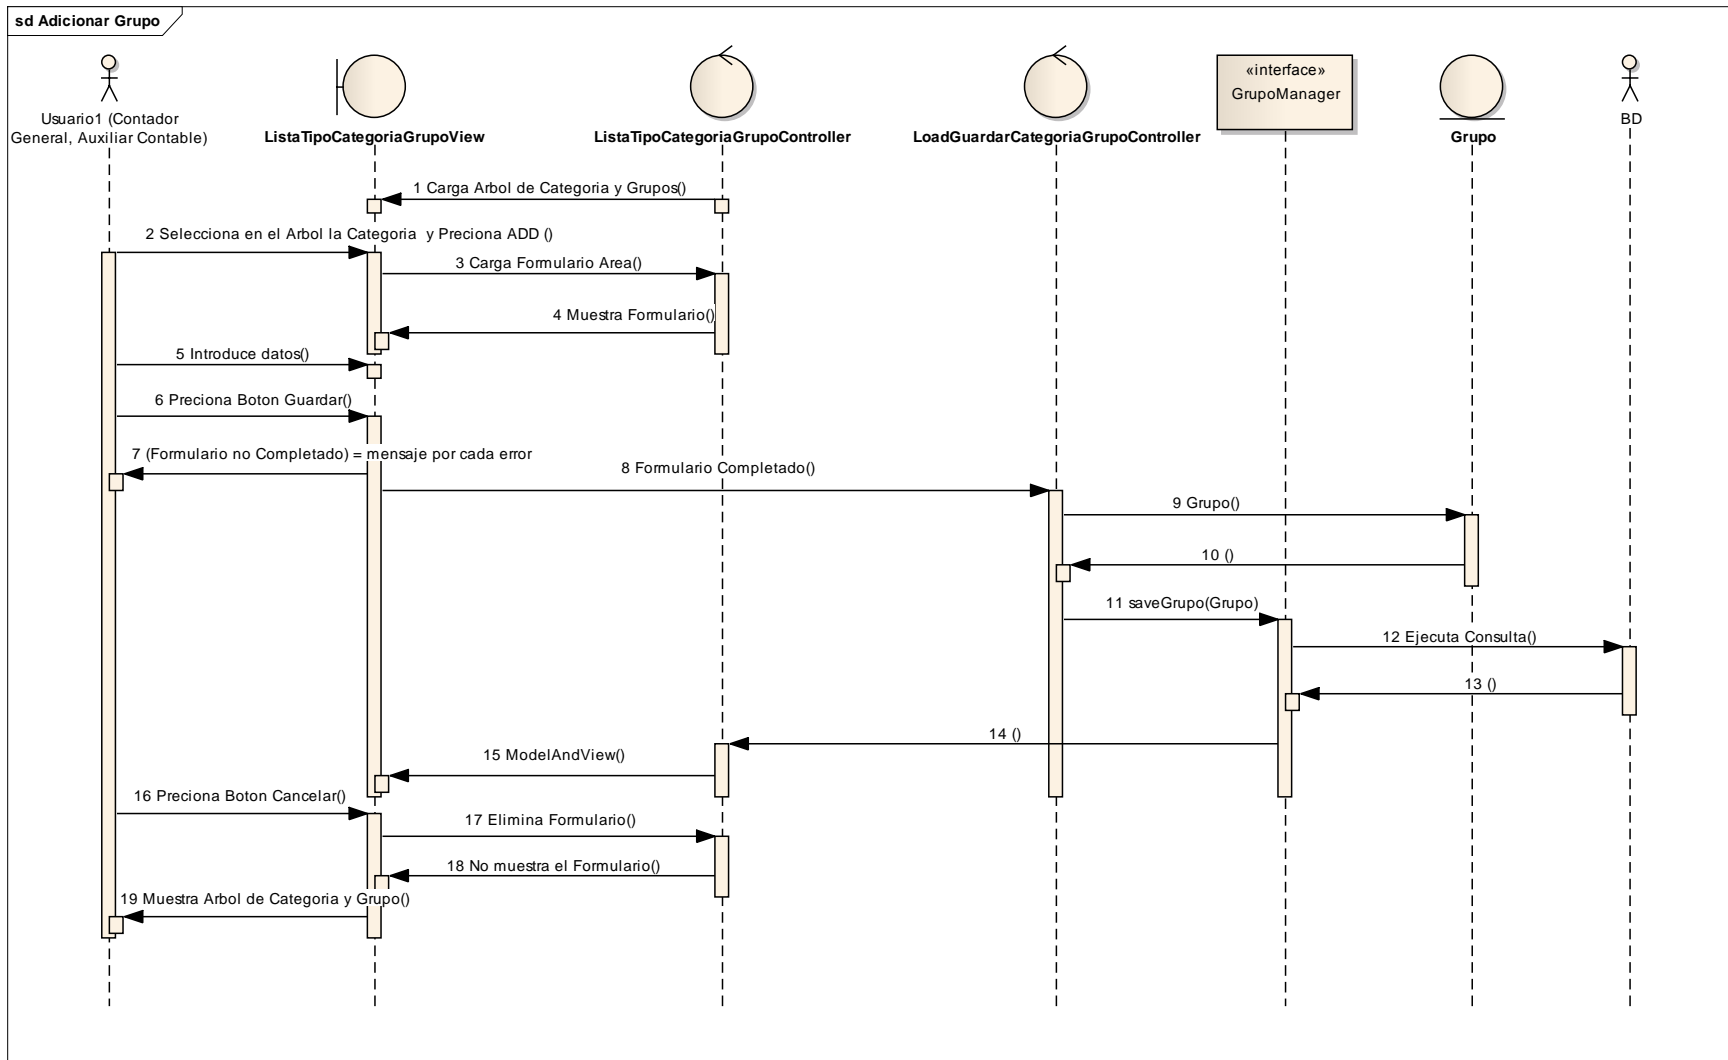 sd Adicionar Grupo
Usuario1 (Contador
General, Auxiliar Contable)
ListaTipoCategoriaGrupoView
ListaTipoCategoriaGrupoController
LoadGuardarCategoriaGrupoController
«interface»
GrupoManager
Grupo
BD
1 Carga Arbol de Categoria y Grupos()
2 Selecciona en el Arbol la Categoria  y Preciona ADD ()
3 Carga Formulario Area()
4 Muestra Formulario()
5 Introduce datos()
6 Preciona Boton Guardar()
7 (Formulario no Completado) = mensaje por cada error
8 Formulario Completado()
9 Grupo()
10 ()
11 saveGrupo(Grupo)
12 Ejecuta Consulta()
13 ()
14 ()
15 ModelAndView()
16 Preciona Boton Cancelar()
17 Elimina Formulario()
18 No muestra el Formulario()
19 Muestra Arbol de Categoria y Grupo()